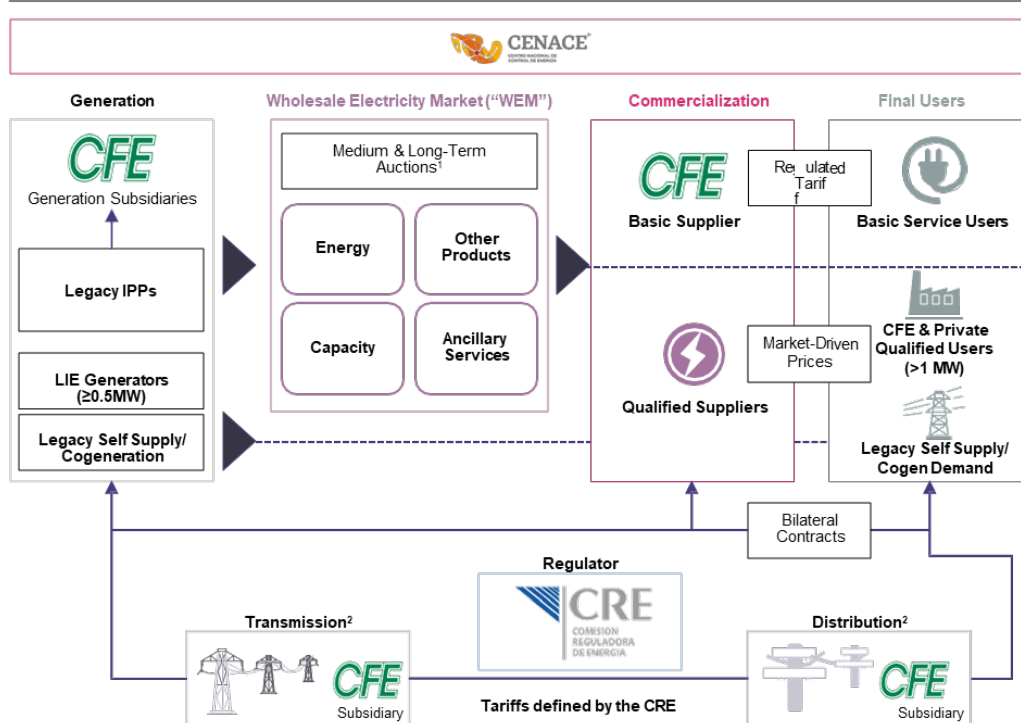 CENACE®
CENTRO NACIONAL DE
CONTROL DE ENERGÍA
Generation
Wholesale Electricity Market (“WEM”)
Commercialization
Final Users
CFE
Generation Subsidiaries
Legacy IPPs
LIE Generators
(≥0.5MW)
Legacy Self Supply/
Cogeneration
Medium & Long-Term
Auctions¹
Energy
Other
Products
Capacity
Ancillary
Services
CFE
Basic Supplier
Regulated
Tarif
f
Basic Service Users
Qualified Suppliers
Market-Driven
Prices
CFE & Private
Qualified Users
(>1 MW)
Legacy Self Supply/
Cogen Demand
Bilateral
Contracts
Regulator
CRE
COMISIÓN
REGULADORA
DE ENERGÍA
Transmission²
CFE
Subsidiary
Tariffs defined by the CRE
Distribution²
CFE
Subsidiary